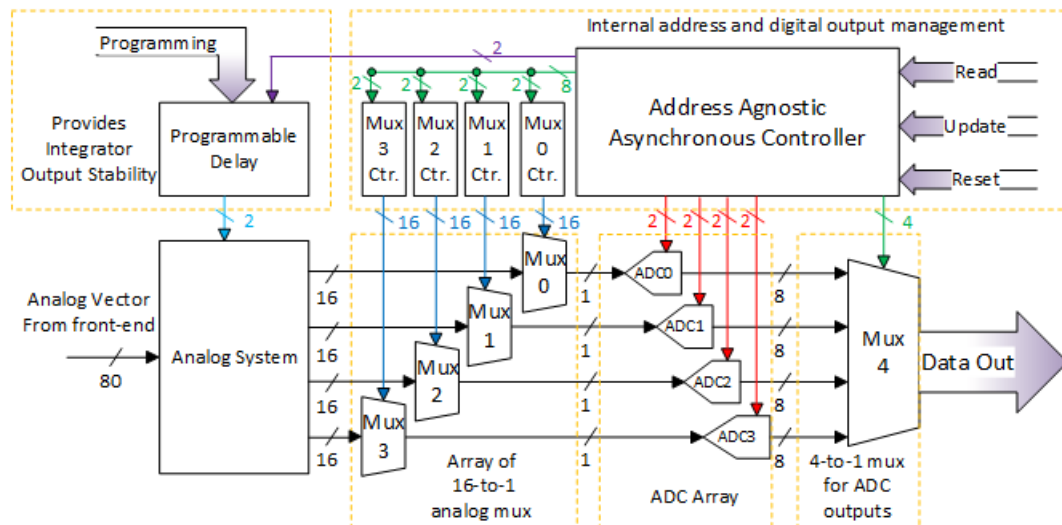 Internal address and digital output management
Programming
2
2
2
2
2
8
Read
Update
Reset
Provides
Integrator
Output Stability
Programmable
Delay
Mux
3
Ctr.
Mux
2
Ctr.
Mux
1
Ctr.
Mux
0
Ctr.
Address Agnostic
Asynchronous Controller
2
16
16
16
16
2
2
2
2
4
Analog Vector
From front-end
80
Analog System
16
16
16
16
Mux
0
Mux
1
Mux
2
Mux
3
1
1
1
1
ADC0
ADC1
ADC2
ADC3
8
8
8
8
Mux
4
Data Out
Array of
16-to-1
analog mux
ADC Array
4-to-1 mux
for ADC
outputs